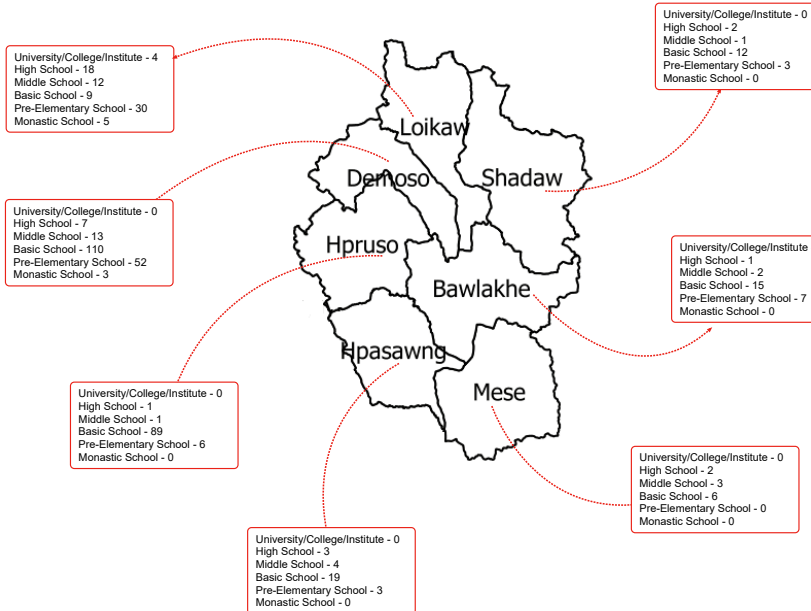 University/College/Institute - 0
High School - 2
Middle School - 1
Basic School - 12
Pre-Elementary School - 3
Monastic School - 0
University/College/Institute - 4
High School - 18
Middle School - 12
Basic School - 9
Pre-Elementary School - 30
Monastic School - 5
Loikaw
Demoso
Shadaw
University/College/Institute - 0
High School - 7
Middle School - 13
Basic School - 110
Pre-Elementary School - 52
Monastic School - 3
Hpruso
University/College/Institute
High School - 1
Middle School - 2
Basic School - 15
Pre-Elementary School - 7
Monastic School - 0
Bawlakhe
Hpasawng
Mese
University/College/Institute - 0
High School - 1
Middle School - 1
Basic School - 89
Pre-Elementary School - 6
Monastic School - 0
University/College/Institute - 0
High School - 2
Middle School - 3
Basic School - 6
Pre-Elementary School - 0
Monastic School - 0
University/College/Institute - 0
High School - 3
Middle School - 4
Basic School - 19
Pre-Elementary School - 3
Monastic School - 0